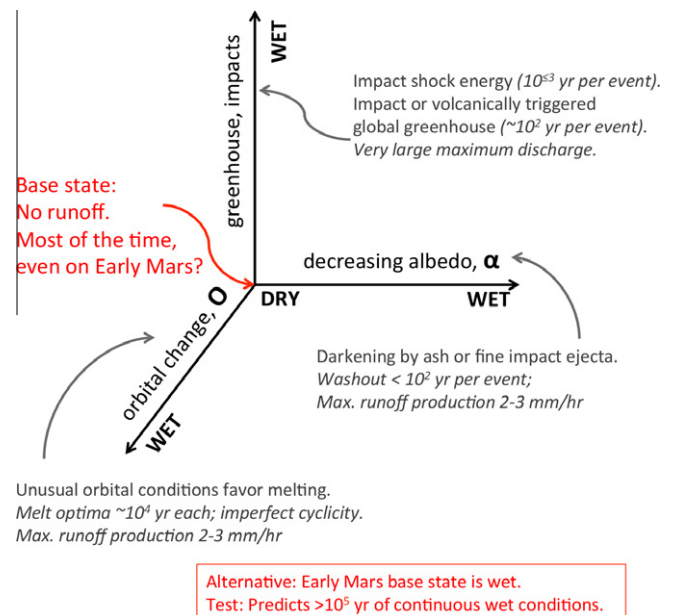 WET
greenhouse, impacts
Impact shock energy (10≤3 yr per event).
Impact or volcanically triggered
global greenhouse (~10² yr per event).
Very large maximum discharge.
Base state:
No runoff.
Most of the time,
even on Early Mars?
decreasing albedo, α
DRY
WET
orbital change, O
WET
Darkening by ash or fine impact ejecta.
Washout < 10² yr per event;
Max. runoff production 2-3 mm/hr
Unusual orbital conditions favor melting.
Melt optima ~10⁴ yr each; imperfect cyclicity.
Max. runoff production 2-3 mm/hr
Alternative: Early Mars base state is wet.
Test: Predicts >10⁵ yr of continuous wet conditions.